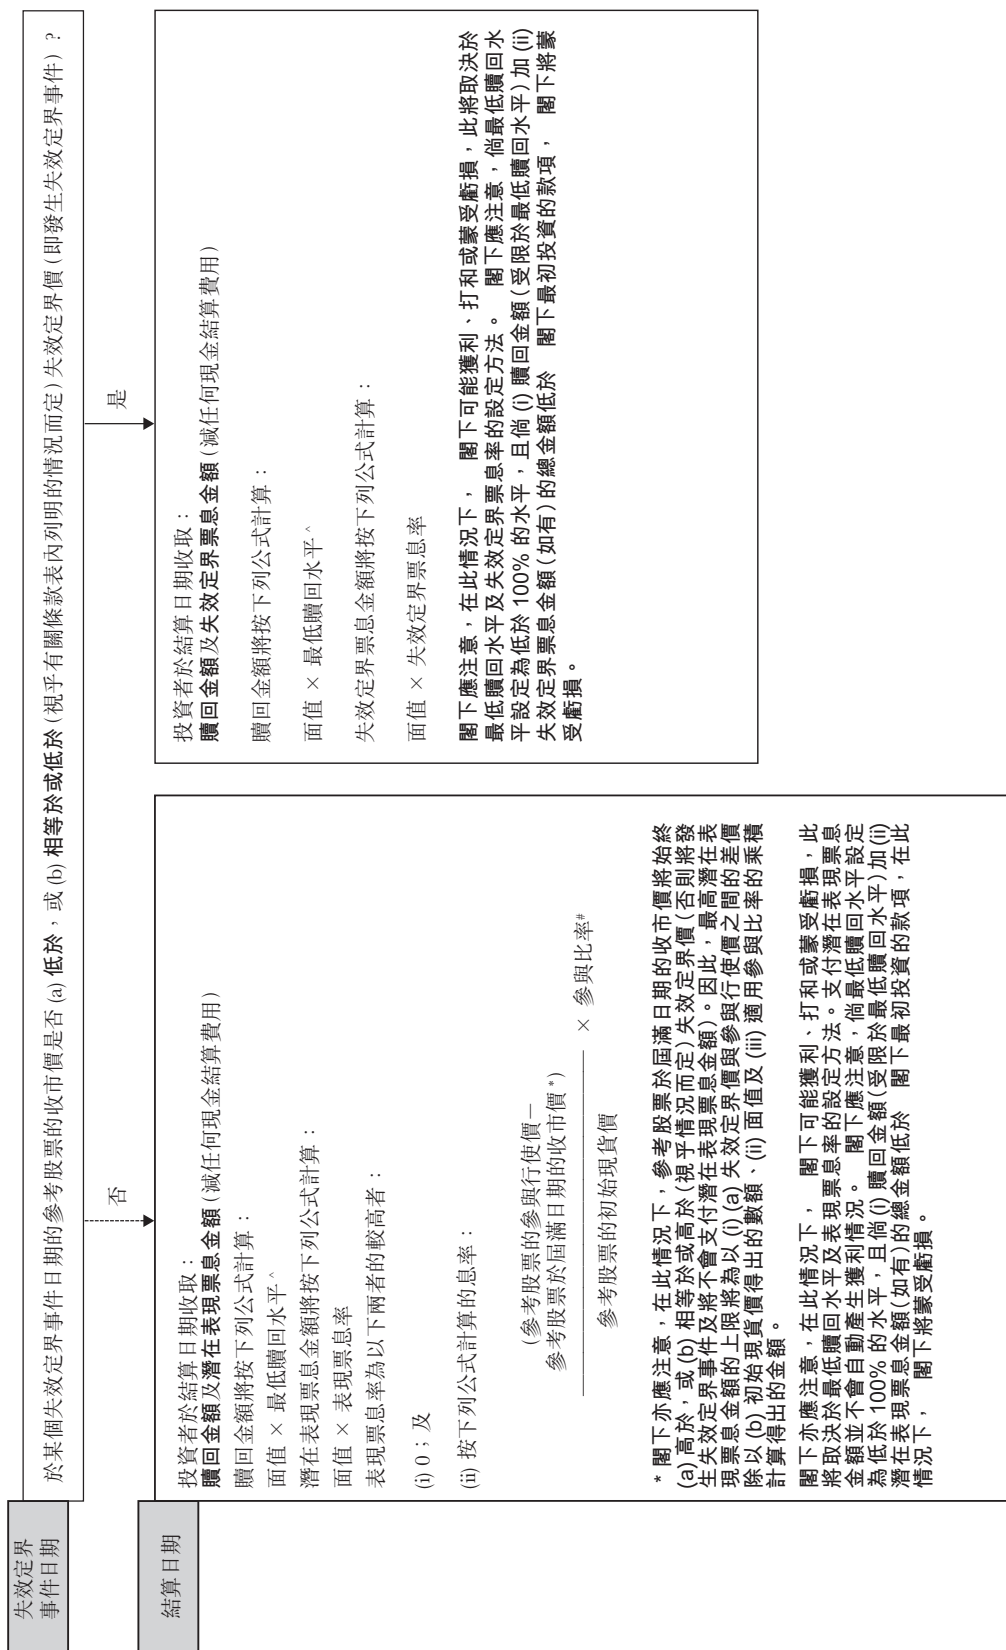 失效定界
事件日期
於某個失效定界事件日期的參考股票的收市價是否 (a) 低於，或 (b) 相等於或低於 (視乎有關條款表內列明的情況而定) 失效定界價 (即發生失效定界事件)？
否
是
結算日期
投資者於結算日期收取：
贖回金額及潛在表現票息金額 (減任何現金結算費用)
贖回金額將按下列公式計算：
面值 × 最低贖回水平^
潛在表現票息金額將按下列公式計算：
面值 × 表現票息率
表現票息率為以下兩者的較高者：
(i) 0；及
(ii) 按下列公式計算的息率：
(參考股票的參與行使價－
參考股票於屆滿日期的收市價*)
× 參與比率#
參考股票的初始現貨價
* 閣下亦應注意，在此情況下，參考股票於屆滿日期的收市價將始終
(a) 高於，或 (b) 相等於或高於 (視乎情況而定) 失效定界價 (否則將發
生失效定界事件及將不會支付潛在表現票息金額)。因此，最高潛在表
現票息金額的上限將為以 (i) (a) 失效定界價與參與行使價之間的差價
除以 (b) 初始現貨價得出的數額、(ii) 面值及 (iii) 適用參與比率的乘積
計算得出的金額。
閣下亦應注意，在此情況下， 閣下可能獲利、打和或蒙受虧損，此
將取決於最低贖回水平及表現票息率的設定方法。支付潛在表現票息
金額並不會自動產生獲利情況。 閣下應注意，倘最低贖回水平設定
為低於 100% 的水平，且倘 (i) 贖回金額 (受限於最低贖回水平) 加 (ii)
潛在表現票息金額 (如有) 的總金額低於 閣下最初投資的款項，在此
情況下， 閣下將蒙受虧損。
投資者於結算日期收取：
贖回金額及失效定界票息金額 (減任何現金結算費用)
贖回金額將按下列公式計算：
面值 × 最低贖回水平^
失效定界票息金額將按下列公式計算：
面值 × 失效定界票息率
閣下應注意，在此情況下， 閣下可能獲利、打和或蒙受虧損，此將取決於
最低贖回水平及失效定界票息率的設定方法。 閣下應注意，倘最低贖回水
平設定為低於 100% 的水平，且倘 (i) 贖回金額 (受限於最低贖回水平) 加 (ii)
失效定界票息金額 (如有) 的總金額低於 閣下最初投資的款項， 閣下將蒙
受虧損。